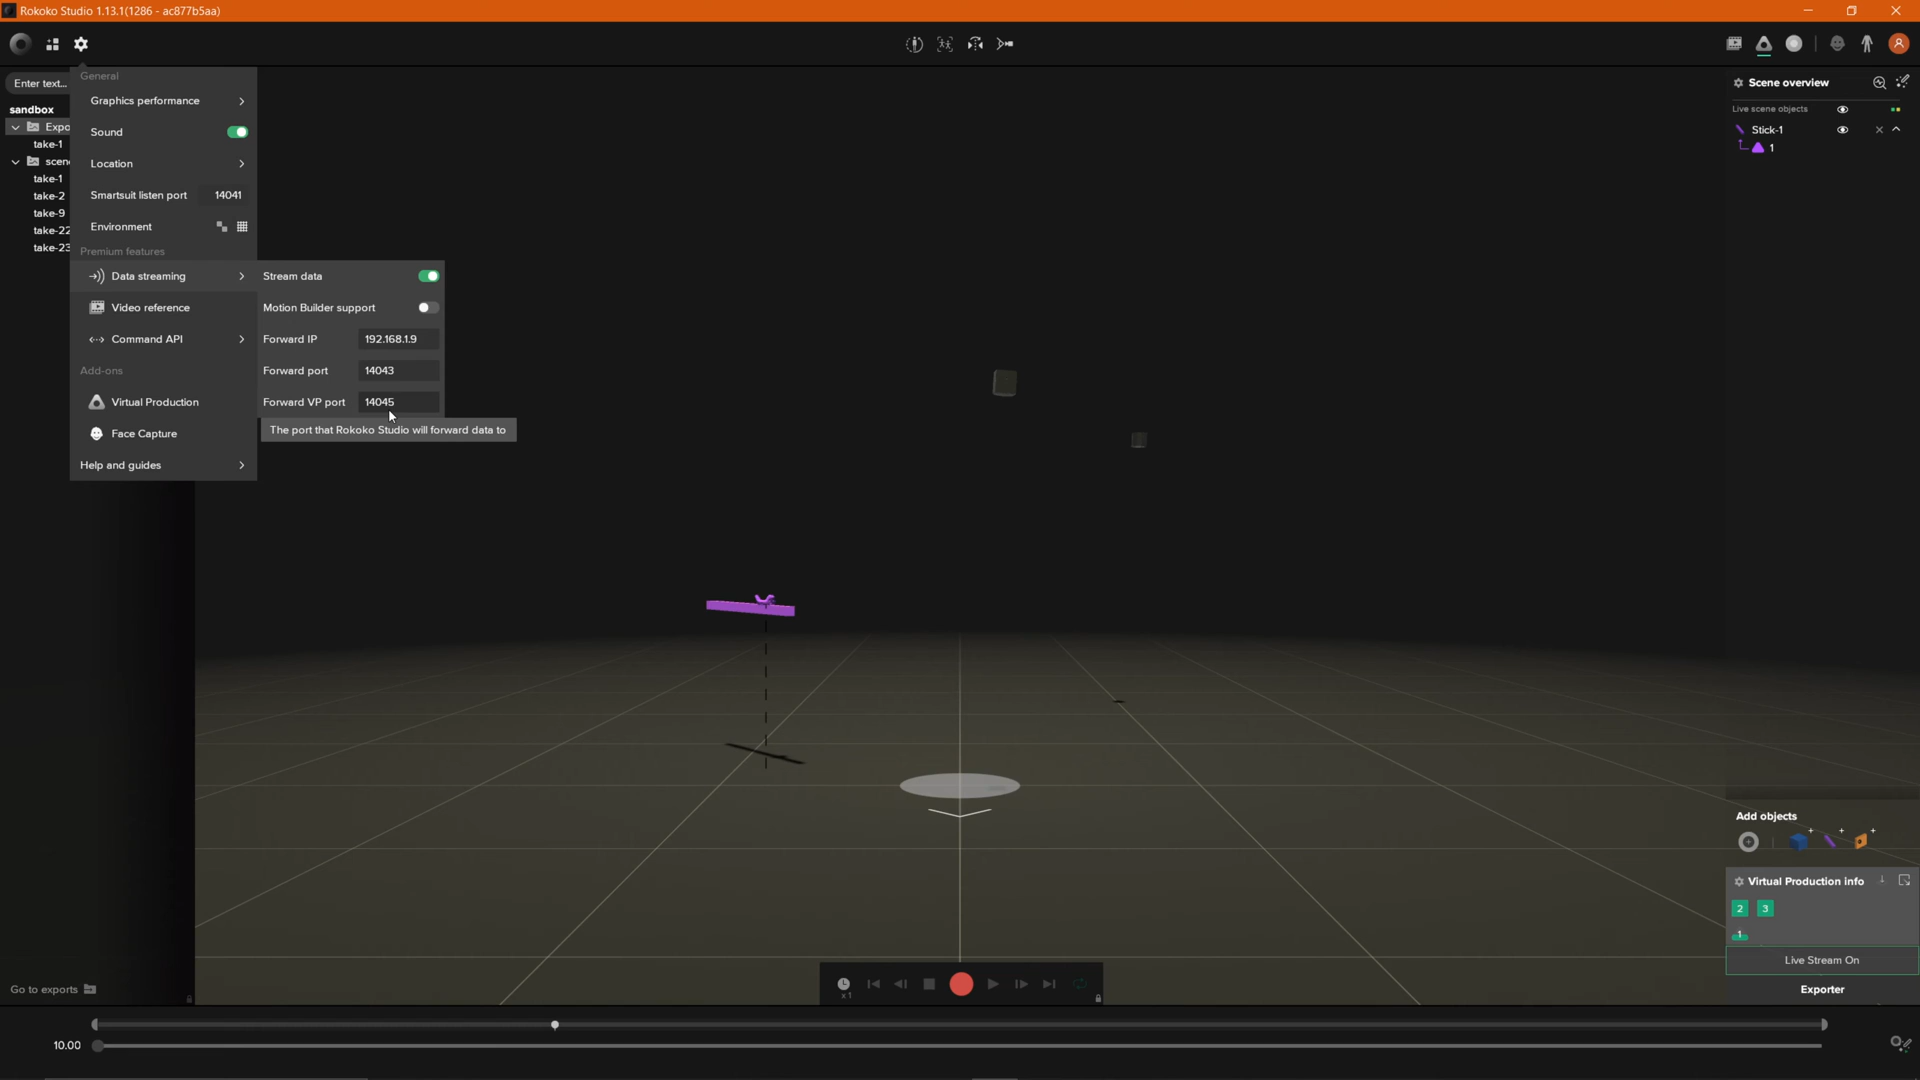 Rokoko Studio 1.13.1(1286 - ac877b5aa)
Enter text...
sandbox
Expo
take-1
scene
take-1
take-2
take-9
take-22
take-23
General
Graphics performance
Sound
Location
Smartsuit listen port 14041
Environment
Premium features
Data streaming
Video reference
Command API
Add-ons
Virtual Production
Face Capture
Help and guides
Stream data
Motion Builder support
Forward IP 192.168.1.9
Forward port 14043
Forward VP port 14045
The port that Rokoko Studio will forward data to
Scene overview
Live scene objects
Stick-1
1
Add objects
Virtual Production info
2 3
1
Live Stream On
Exporter
Go to exports
x1
10.00